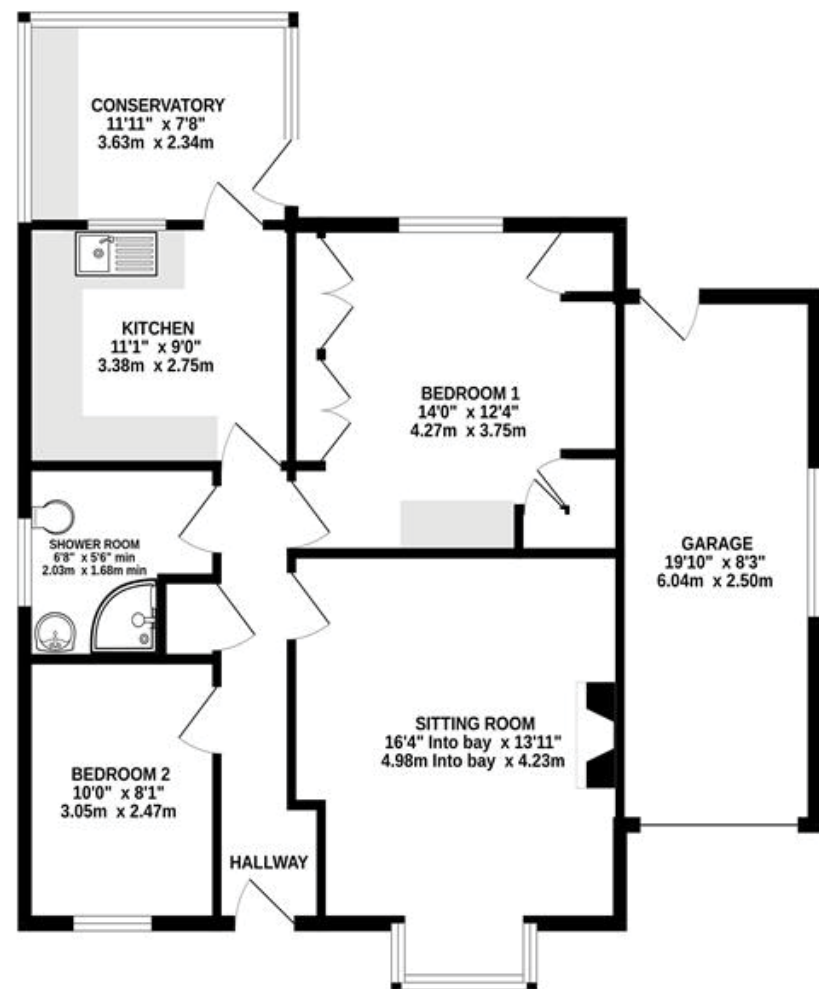 CONSERVATORY
11'11" x 7'8"
3.63m x 2.34m
KITCHEN
11'1" x 9'0"
3.38m x 2.75m
BEDROOM 1
14'0" x 12'4"
4.27m x 3.75m
SHOWER ROOM
6'8" x 5'6" min
2.03m x 1.68m min
GARAGE
19'10" x 8'3"
6.04m x 2.50m
SITTING ROOM
16'4" Into bay x 13'11"
4.98m Into bay x 4.23m
BEDROOM 2
10'0" x 8'1"
3.05m x 2.47m
HALLWAY